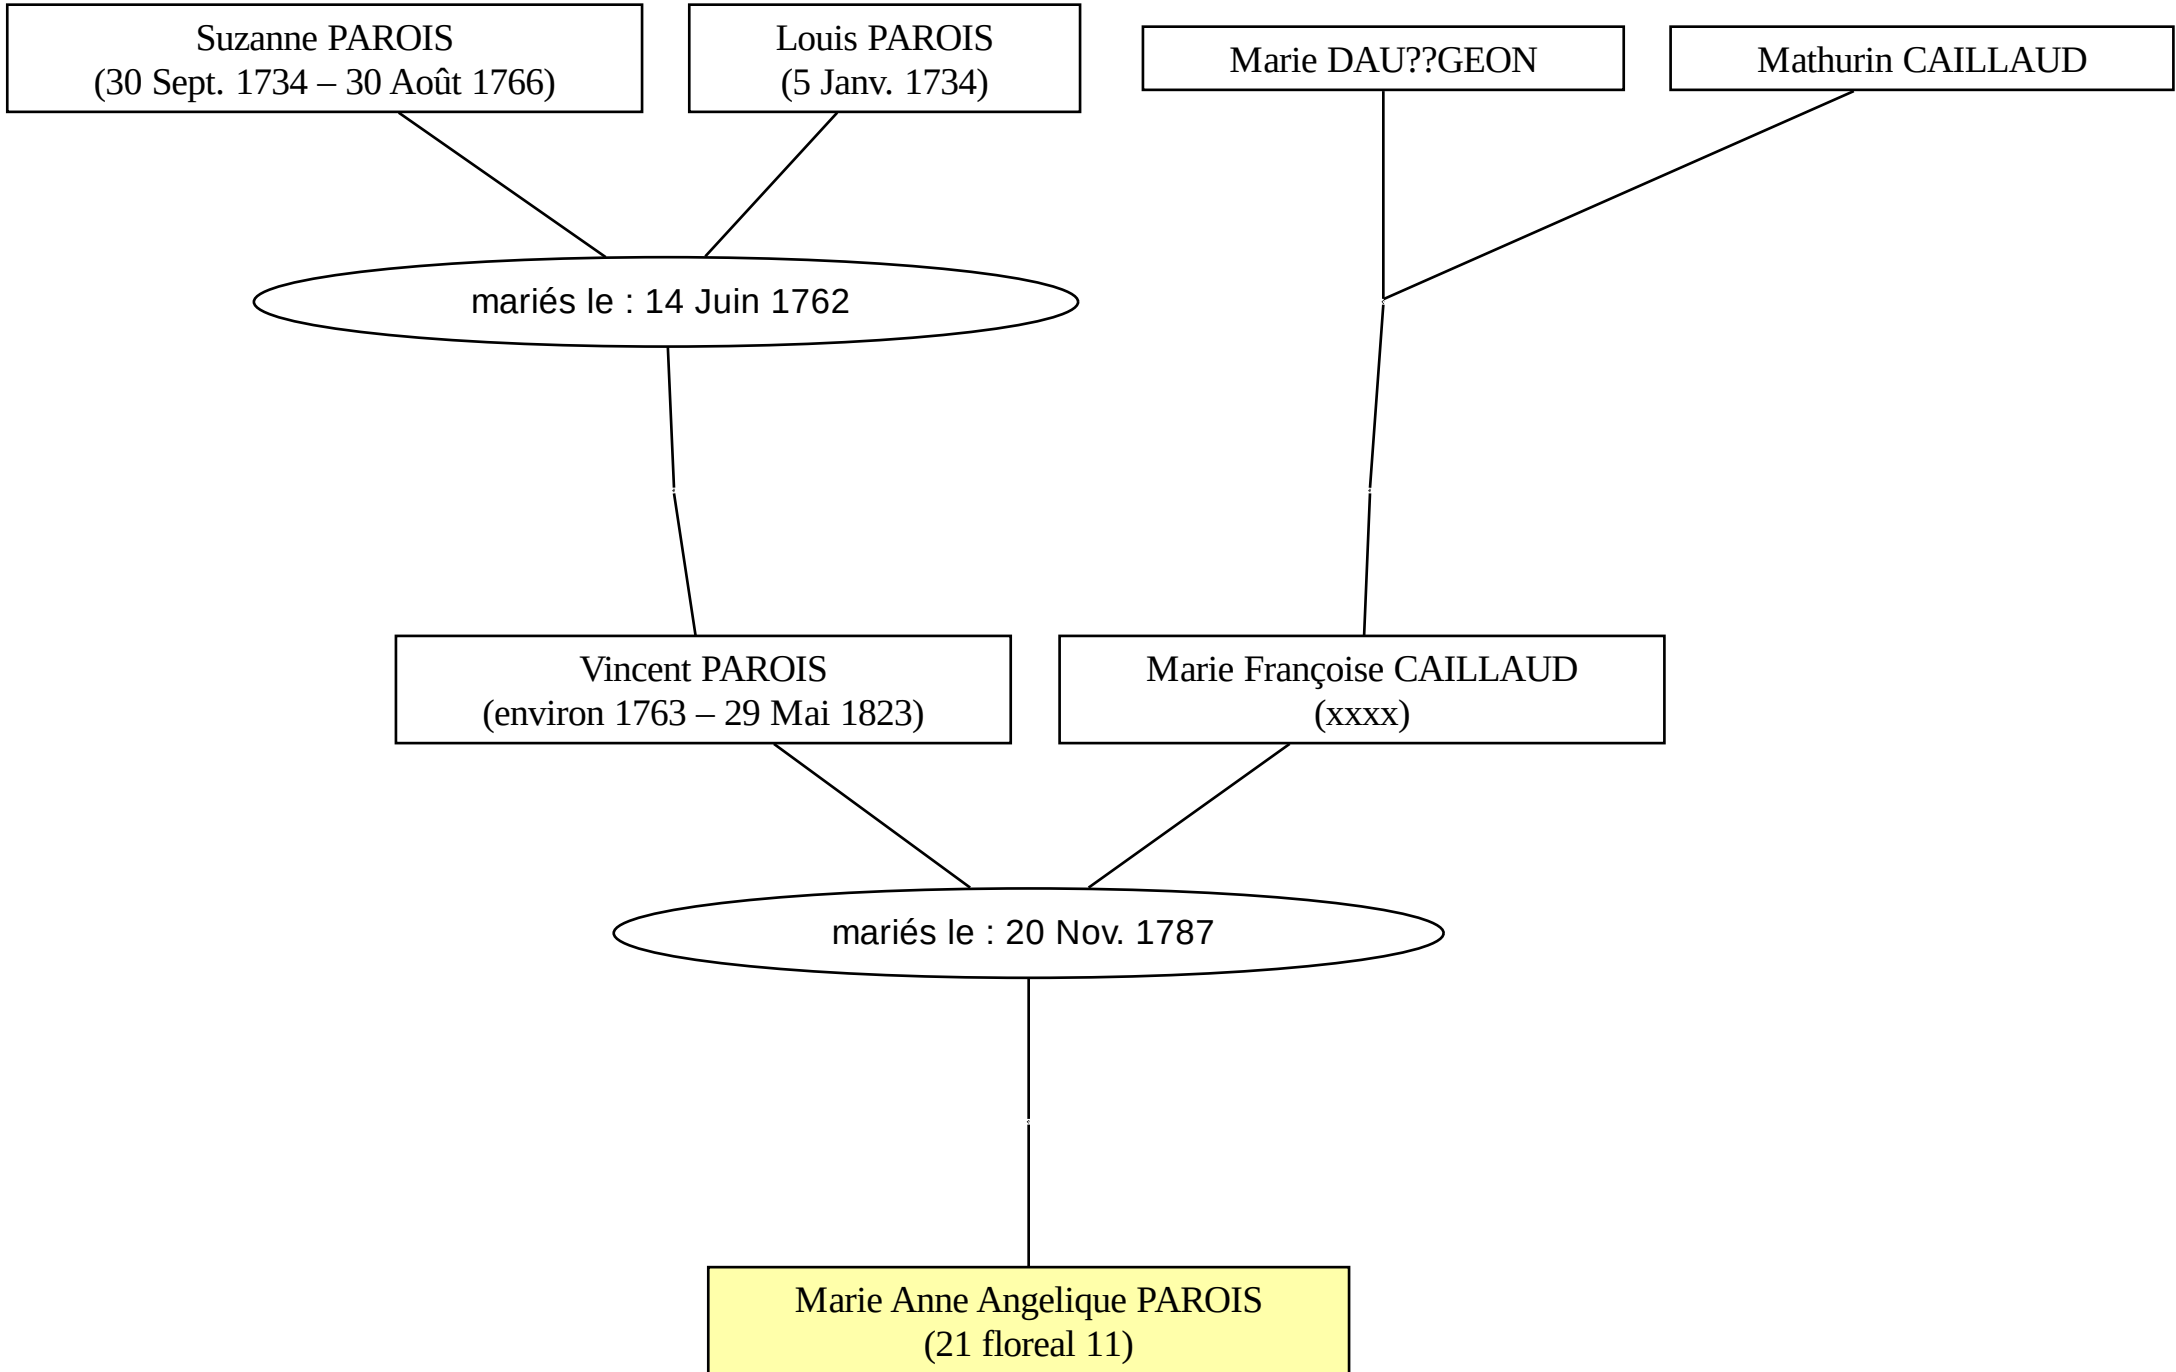 Suzanne PAROIS
(30 Sept. 1734 – 30 Août 1766)
Louis PAROIS
(5 Janv. 1734)
Marie DAU??GEON
Mathurin CAILLAUD
mariés le : 14 Juin 1762
Vincent PAROIS
(environ 1763 – 29 Mai 1823)
Marie Françoise CAILLAUD
(xxxx)
mariés le : 20 Nov. 1787
Marie Anne Angelique PAROIS
(21 floreal 11)